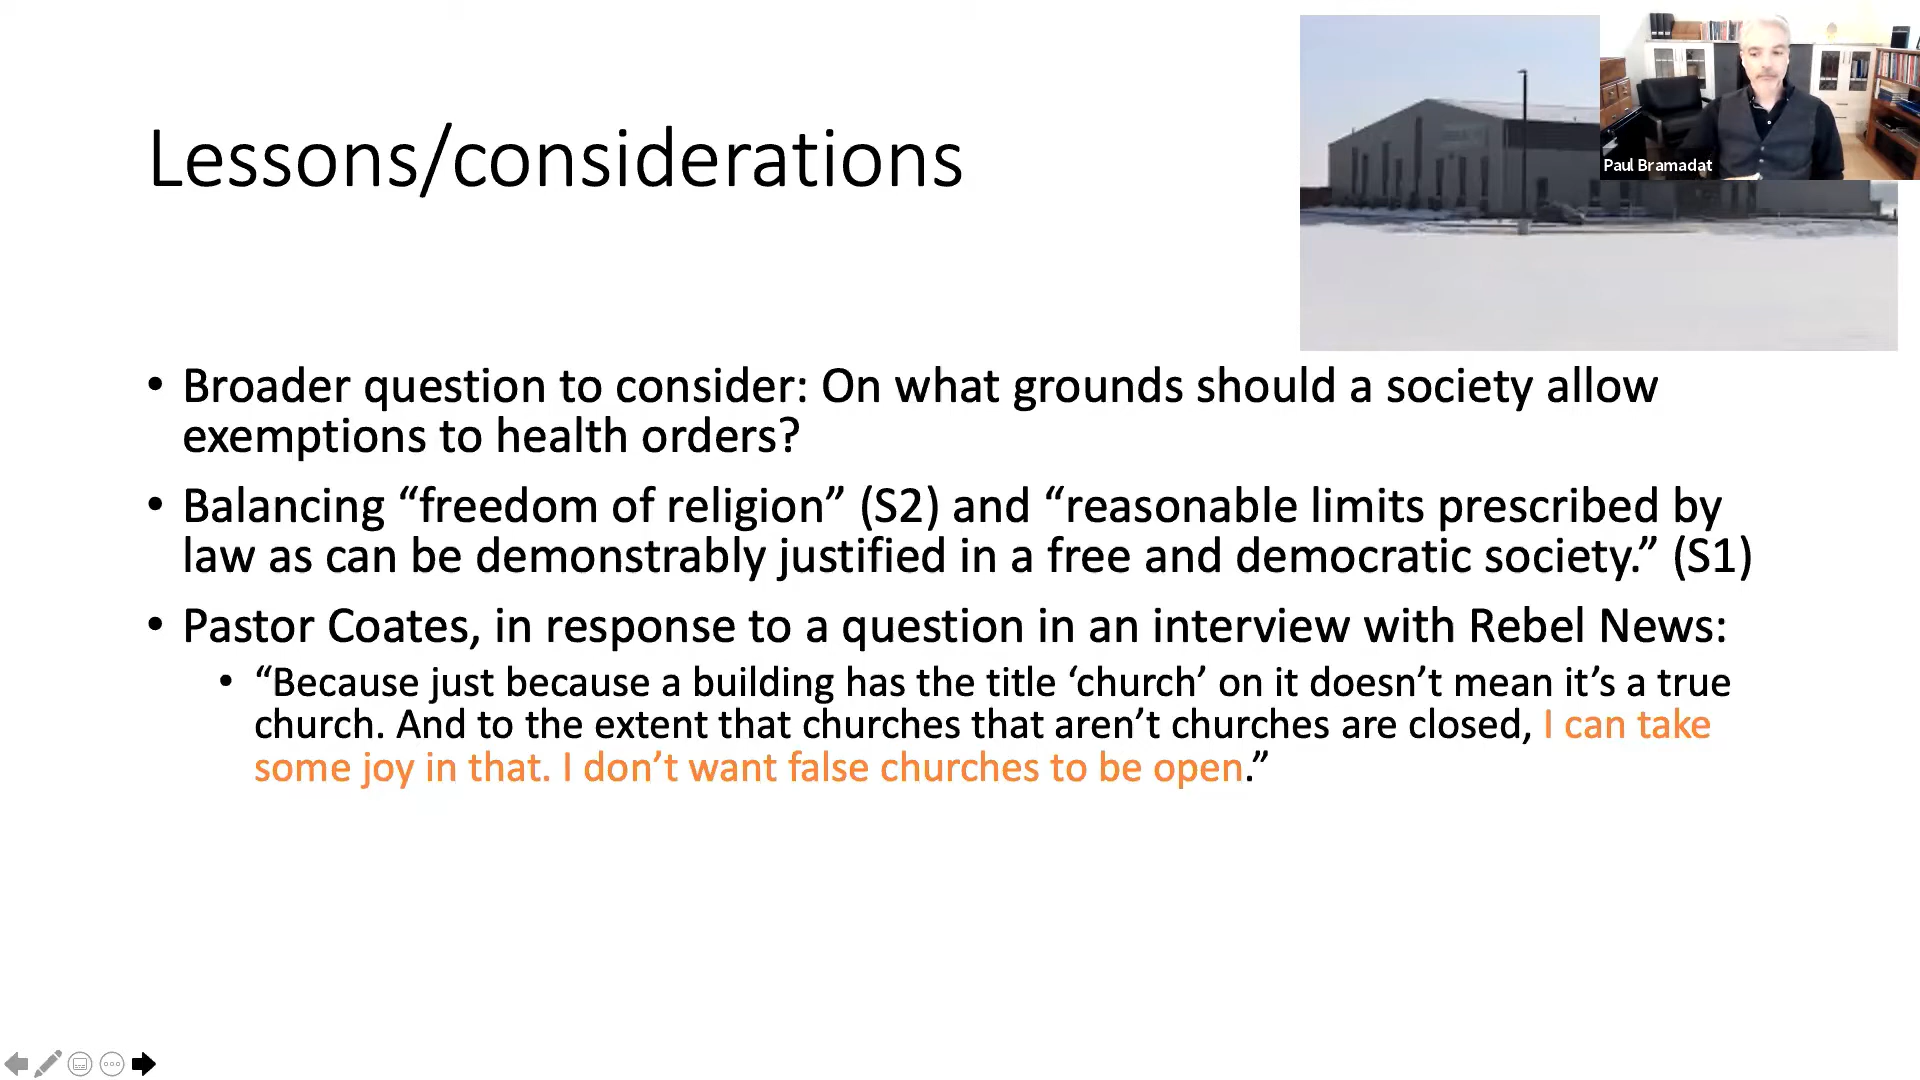 Paul Bramadat
Lessons/considerations
• Broader question to consider: On what grounds should a society allow
exemptions to health orders?
• Balancing “freedom of religion” (S2) and “reasonable limits prescribed by
law as can be demonstrably justified in a free and democratic society.” (S1)
• Pastor Coates, in response to a question in an interview with Rebel News:
• “Because just because a building has the title ‘church’ on it doesn’t mean it’s a true
church. And to the extent that churches that aren’t churches are closed, I can take
some joy in that. I don’t want false churches to be open.”